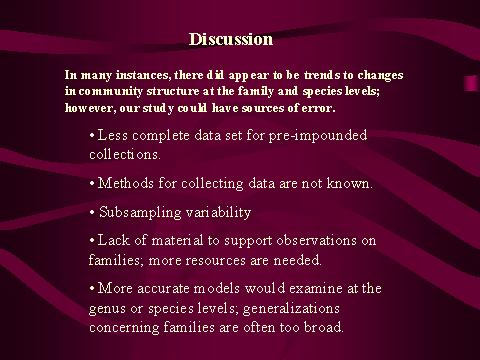 Discussion
In many instances, there did appear to be trends to changes
in community structure at the family and species levels;
however, our study could have sources of error.
• Less complete data set for pre-impounded
collections.
• Methods for collecting data are not known.
• Subsampling variability
• Lack of material to support observations on
families; more resources are needed.
• More accurate models would examine at the
genus or species levels; generalizations
concerning families are often too broad.